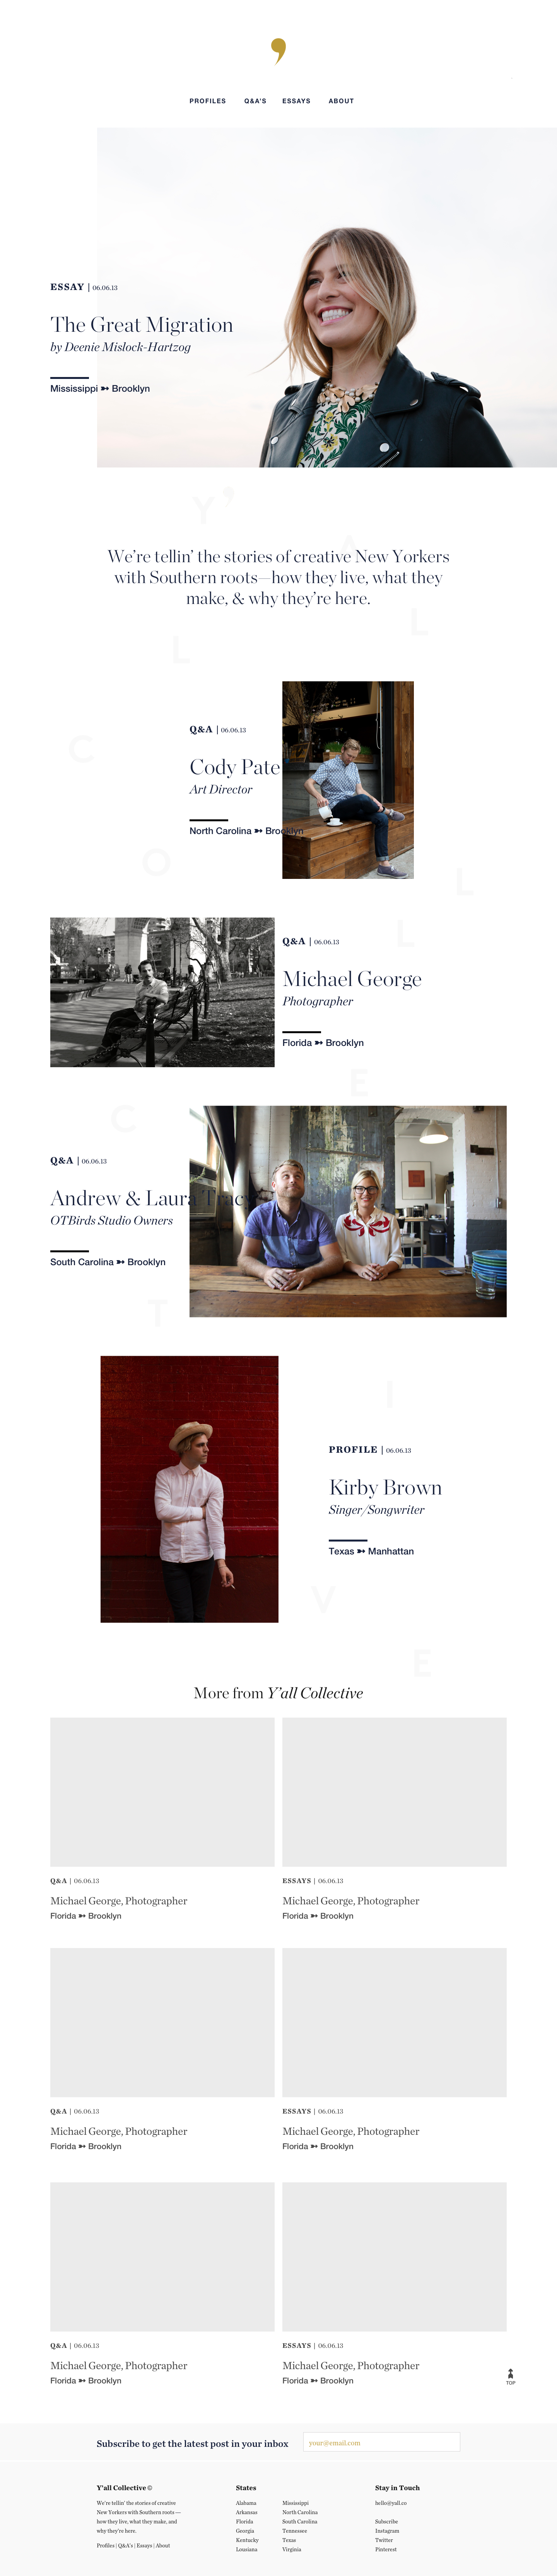 ,
PROFILES Q&A'S ESSAYS ABOUT
ESSAY | 06.06.13
The Great Migration
by Deenie Mislock-Hartzog
Mississippi ➳ Brooklyn
Y’
A
We’re tellin’ the stories of creative New Yorkers
with Southern roots—how they live, what they
make, & why they’re here.
L
L
Q&A | 06.06.13
C
Cody Pate
Art Director
North Carolina ➳ Brooklyn
O
L
L
Q&A | 06.06.13
Michael George
Photographer
Florida ➳ Brooklyn
E
C
Q&A | 06.06.13
Andrew & Laura Tracy
OTBirds Studio Owners
South Carolina ➳ Brooklyn
T
I
PROFILE | 06.06.13
Kirby Brown
Singer/Songwriter
Texas ➳ Manhattan
V
E
More from Y’all Collective
Q&A | 06.06.13
Michael George, Photographer
Florida ➳ Brooklyn
ESSAYS | 06.06.13
Michael George, Photographer
Florida ➳ Brooklyn
Q&A | 06.06.13
Michael George, Photographer
Florida ➳ Brooklyn
ESSAYS | 06.06.13
Michael George, Photographer
Florida ➳ Brooklyn
Q&A | 06.06.13
Michael George, Photographer
Florida ➳ Brooklyn
ESSAYS | 06.06.13
Michael George, Photographer
Florida ➳ Brooklyn
TOP
Subscribe to get the latest post in your inbox
your@email.com
Y’all Collective ©
We’re tellin’ the stories of creative
New Yorkers with Southern roots —
how they live, what they make, and
why they’re here.
Profiles | Q&A’s | Essays | About
States
Alabama
Arkansas
Florida
Georgia
Kentucky
Lousiana
Mississippi
North Carolina
South Carolina
Tennessee
Texas
Virginia
Stay in Touch
hello@yall.co
Subscribe
Instagram
Twitter
Pinterest